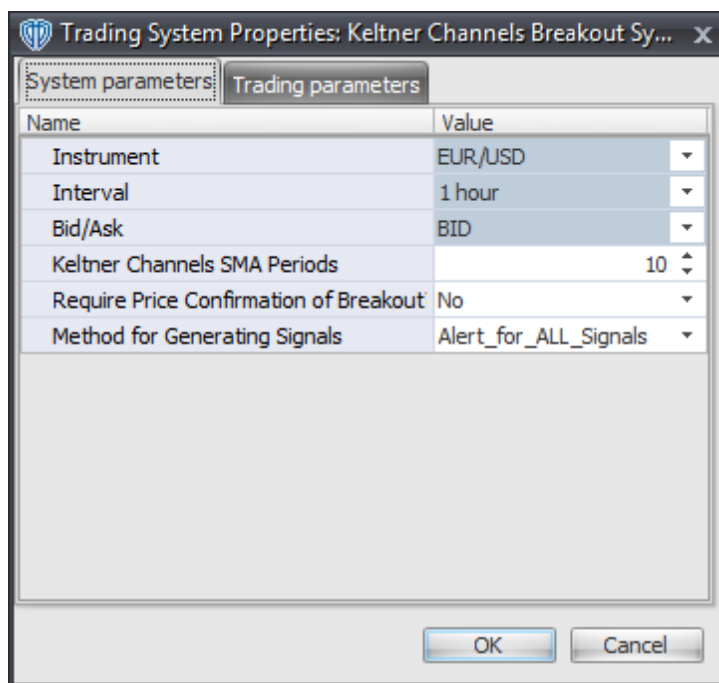 Trading System Properties: Keltner Channels Breakout Sy... x
System parameters Trading parameters
Name Value
Instrument EUR/USD
Interval 1 hour
Bid/Ask BID
Keltner Channels SMA Periods 10
Require Price Confirmation of Breakout No
Method for Generating Signals Alert_for_ALL_Signals
OK Cancel